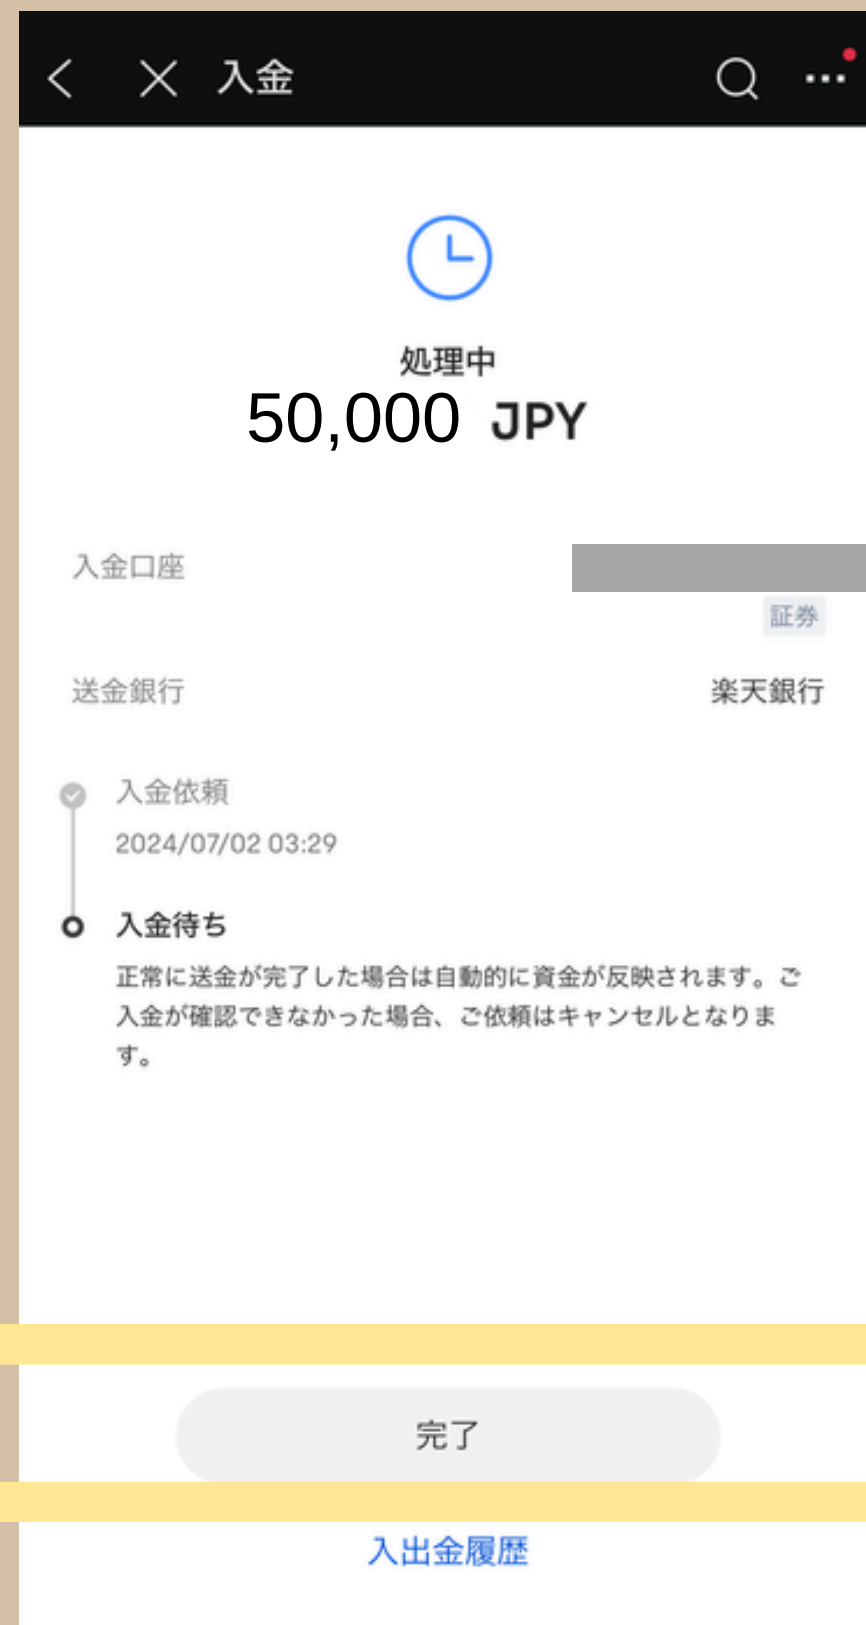 入金
処理中
50,000 JPY
入金口座
証券
送金銀行 楽天銀行
入金依頼
2024/07/02 03:29
入金待ち
正常に送金が完了した場合は自動的に資金が反映されます。ご
入金が確認できなかった場合、ご依頼はキャンセルとなりま
す。
完了
入出金履歴